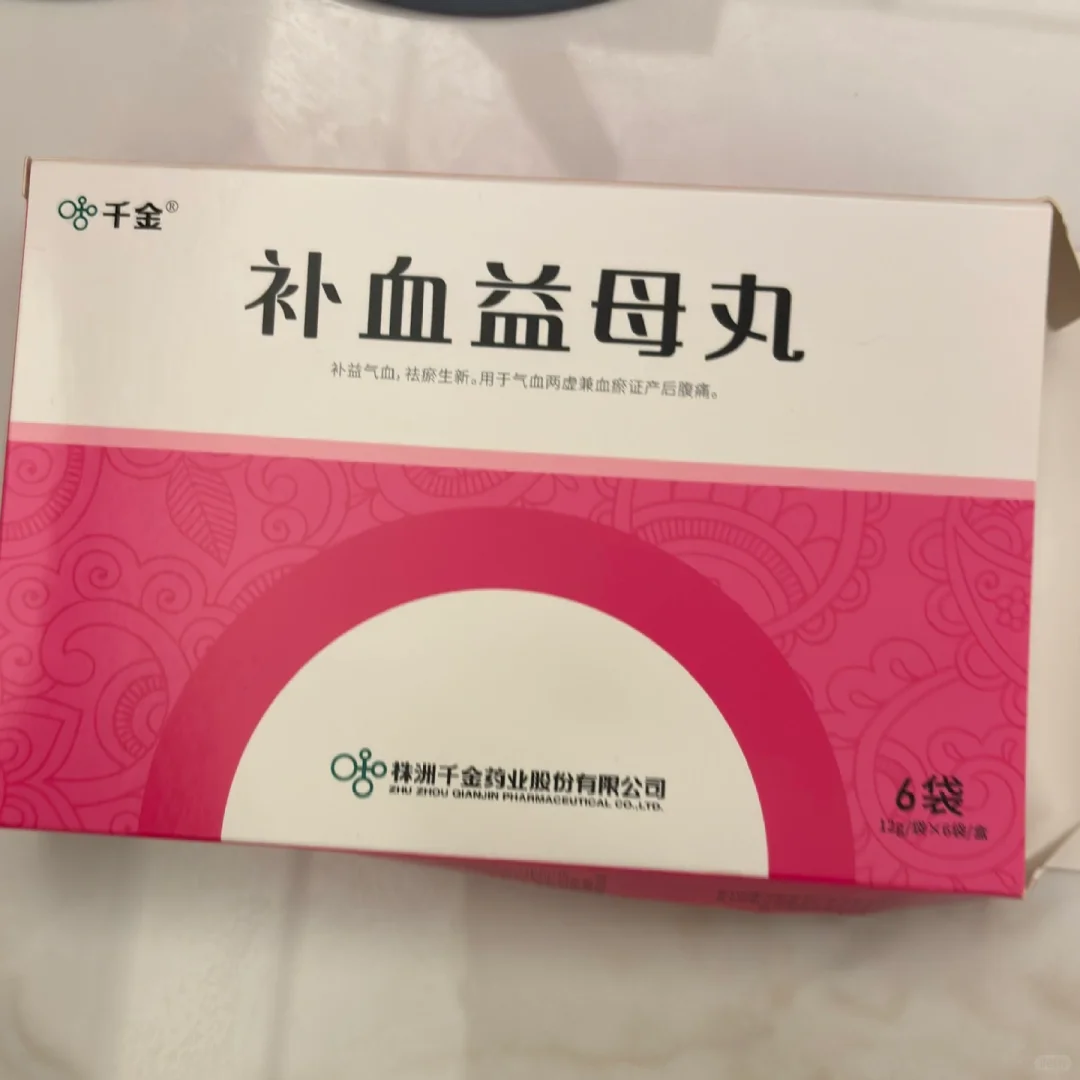 千金®
补血益母丸
补益气血,祛瘀生新。用于气血两虚兼血瘀证产后腹痛。
株洲千金药业股份有限公司
ZHU ZHOU QIANJIN PHARMACEUTICAL CO.,LTD.
6袋
12g/袋×6袋/盒